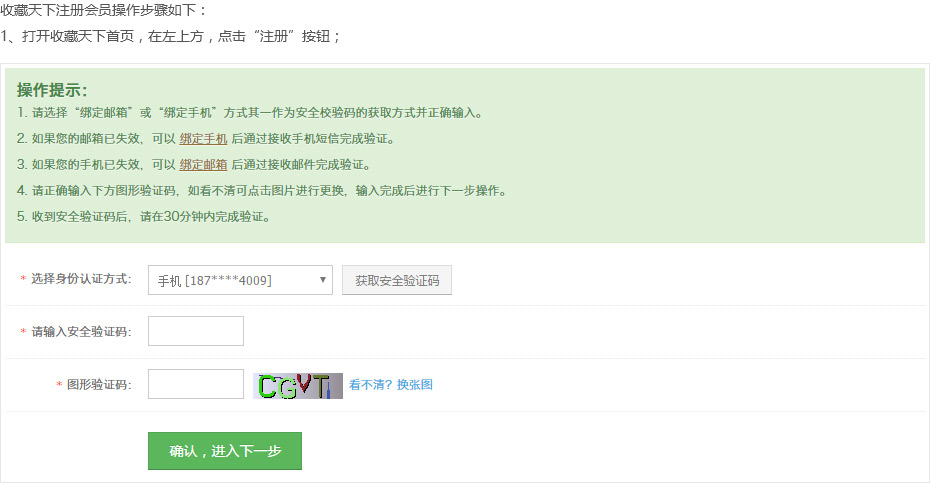 收藏天下注册会员操作步骤如下：
1、打开收藏天下首页，在左上方，点击“注册”按钮；
操作提示：
1. 请选择“绑定邮箱”或“绑定手机”方式其一作为安全校验码的获取方式并正确输入。
2. 如果您的邮箱已失效，可以 绑定手机 后通过接收手机短信完成验证。
3. 如果您的手机已失效，可以 绑定邮箱 后通过接收邮件完成验证。
4. 请正确输入下方图形验证码，如看不清可点击图片进行更换，输入完成后进行下一步操作。
5. 收到安全验证码后，请在30分钟内完成验证。
* 选择身份认证方式： 手机 [187****4009] ▼ 获取安全验证码
* 请输入安全验证码：
* 图形验证码： CGVT 看不清？换张图
确认，进入下一步